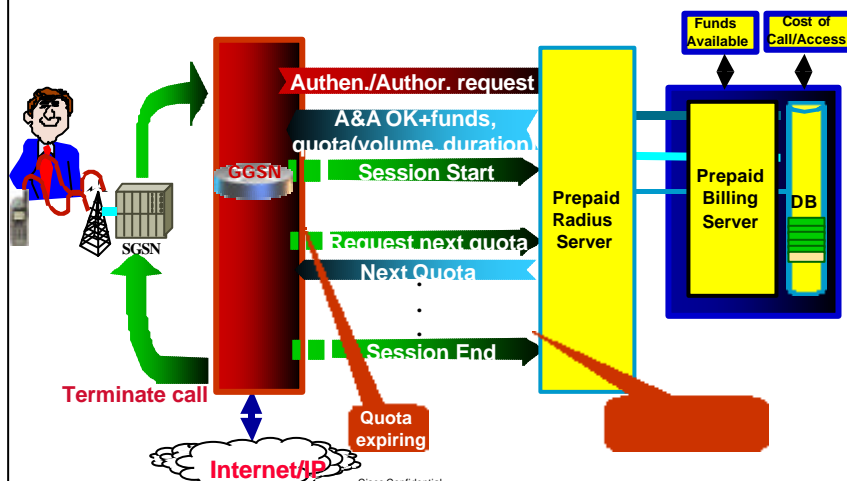 Funds
Available
Cost of
Call/Access
Authen./Author. request
A&A OK+funds,
quota(volume, duration)
GGSN
Session Start
SGSN
Prepaid
Radius
Server
Prepaid
Billing
Server
DB
Request next quota
Next Quota
.
.
.
Session End
Terminate call
Quota
expiring
Internet/IP
Cisco Confidential